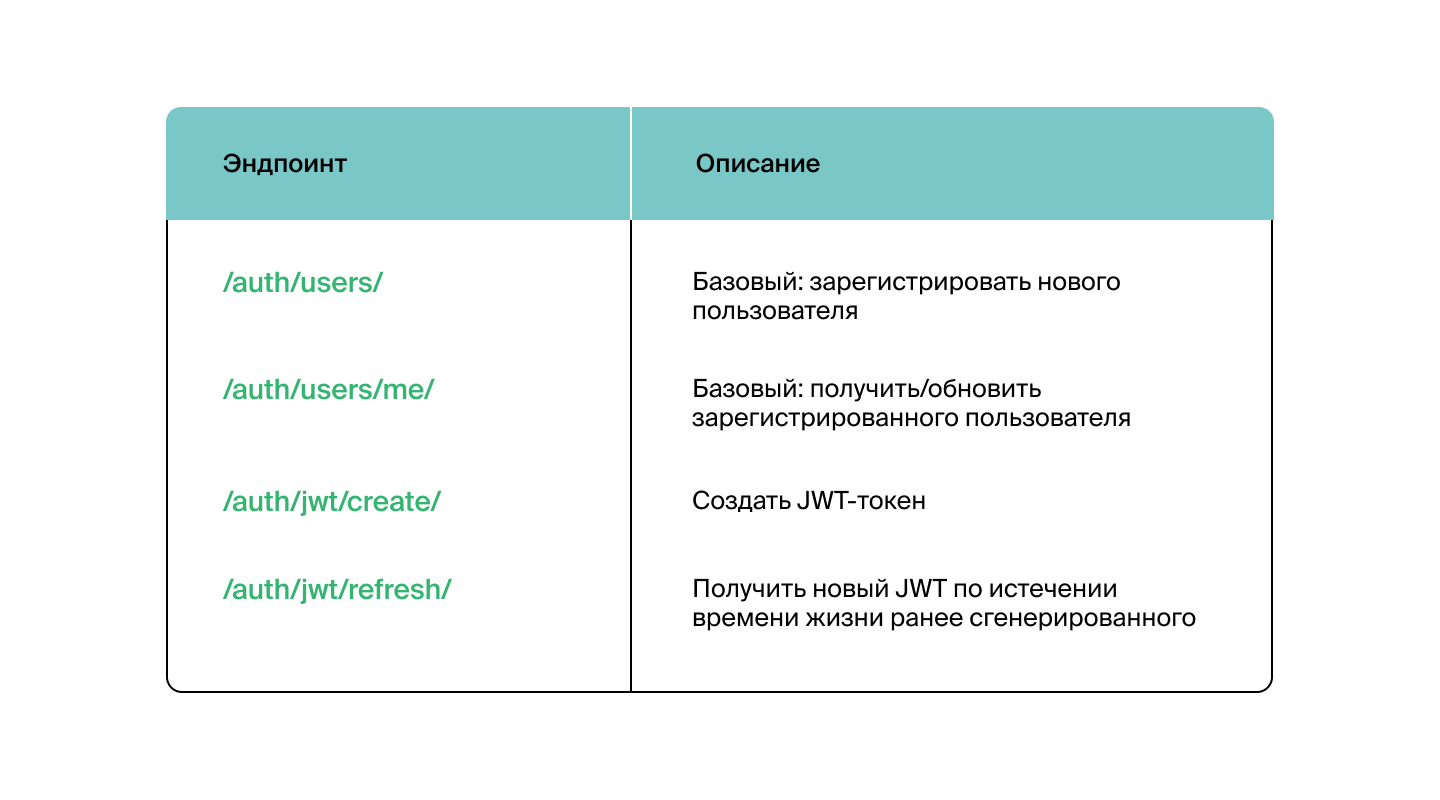 Эндпоинт
Описание
/auth/users/
Базовый: зарегистрировать нового
пользователя
/auth/users/me/
Базовый: получить/обновить
зарегистрированного пользователя
/auth/jwt/create/
Создать JWT-токен
/auth/jwt/refresh/
Получить новый JWT по истечении
времени жизни ранее сгенерированного